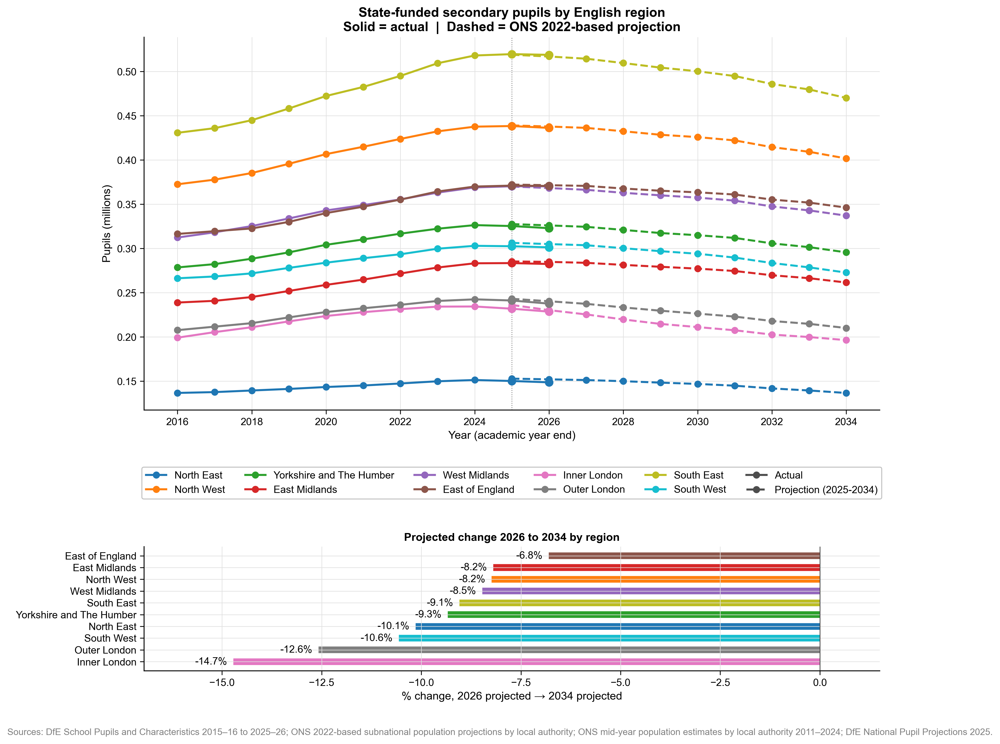 State-funded secondary pupils by English region
Solid = actual | Dashed = ONS 2022-based projection
Pupils (millions)
0.50
0.45
0.40
0.35
0.30
0.25
0.20
0.15
2016 2018 2020 2022 2024 2026 2028 2030 2032 2034
Year (academic year end)
North East Yorkshire and The Humber West Midlands Inner London South East Actual
North West East Midlands East of England Outer London South West Projection (2025-2034)
Projected change 2026 to 2034 by region
East of England -6.8%
East Midlands -8.2%
North West -8.2%
West Midlands -8.5%
South East -9.1%
Yorkshire and The Humber -9.3%
North East -10.1%
South West -10.6%
Outer London -12.6%
Inner London -14.7%
−15.0 −12.5 −10.0 −7.5 −5.0 −2.5 0.0
% change, 2026 projected → 2034 projected
Sources: DfE School Pupils and Characteristics 2015–16 to 2025–26; ONS 2022-based subnational population projections by local authority; ONS mid-year population estimates by local authority 2011–2024; DfE National Pupil Projections 2025.